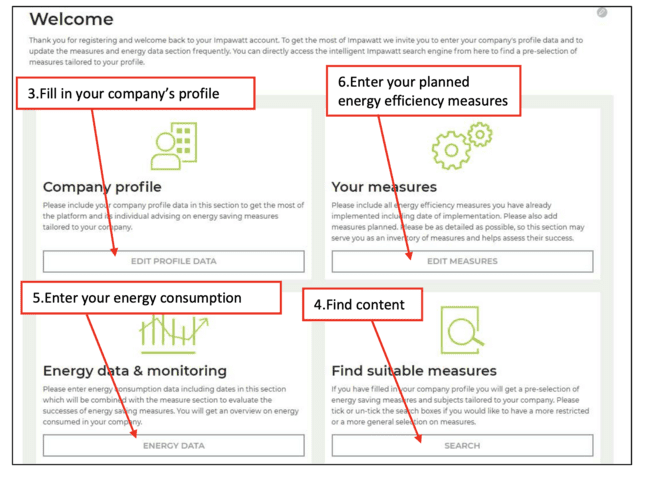 Welcome
Thank you for registering and welcome back to your Impawatt account. To get the most of Impawatt we invite you to enter your company's profile data and to
update the measures and energy data section frequently. You can directly access the intelligent Impawatt search engine from here to find a pre-selection of
measures tailored to your profile.
3.Fill in your company's profile
6.Enter your planned
energy efficiency measures
Company profile
Please include your company profile data in this section to get the most of
the platform and its individual advising on energy saving measures
tailored to your company.
EDIT PROFILE DATA
Your measures
Please include all energy efficiency measures you have already
implemented including date of implementation. Please also add
measures planned. Please be as detailed as possible, so this section may
serve you as an inventory of measures and helps assess their success.
EDIT MEASURES
5.Enter your energy consumption
4.Find content
Energy data & monitoring
Please enter energy consumption data including dates in this section
which will be combined with the measure section to evaluate the
successes of energy saving measures. You will get an overview on energy
consumed in your company.
ENERGY DATA
Find suitable measures
If you have filled in your company profile you will get a pre-selection of
energy saving measures and subjects tailored to your company. Please
tick or un-tick the search boxes if you would like to have a more restricted
or a more general selection on measures.
SEARCH